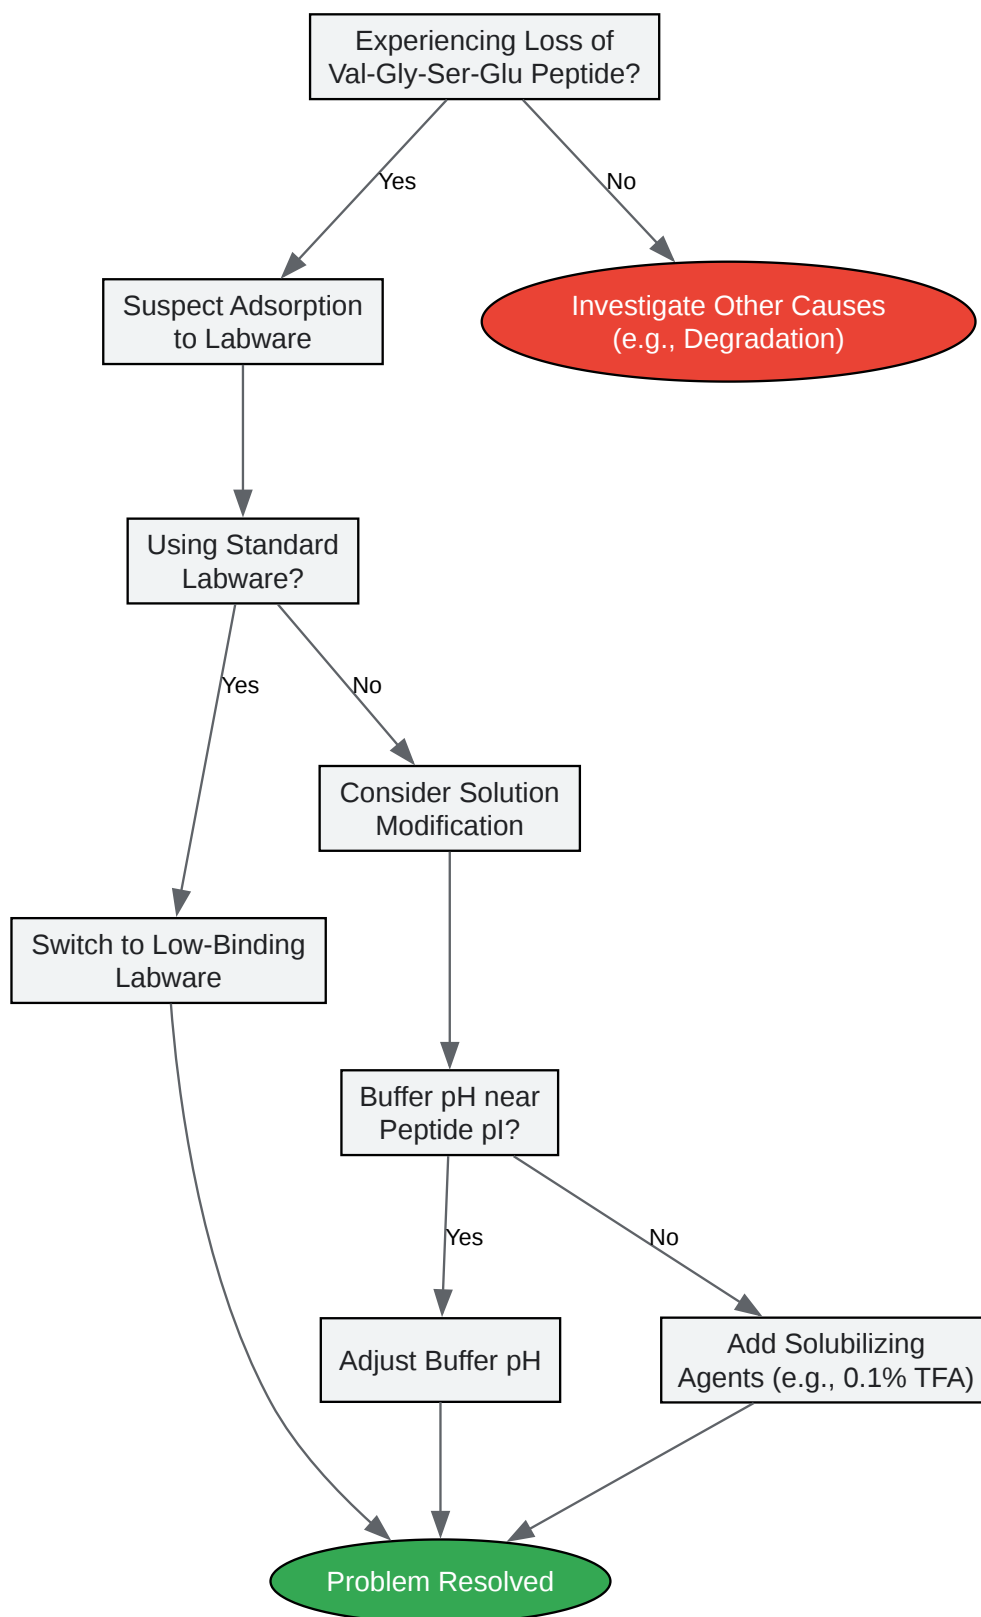 Experiencing Loss of
Val-Gly-Ser-Glu Peptide?
Yes
No
Suspect Adsorption
to Labware
Investigate Other Causes
(e.g., Degradation)
Using Standard
Labware?
Yes
No
Consider Solution
Modification
Switch to Low-Binding
Labware
Buffer pH near
Peptide pI?
Yes
No
Adjust Buffer pH
Add Solubilizing
Agents (e.g., 0.1% TFA)
Problem Resolved